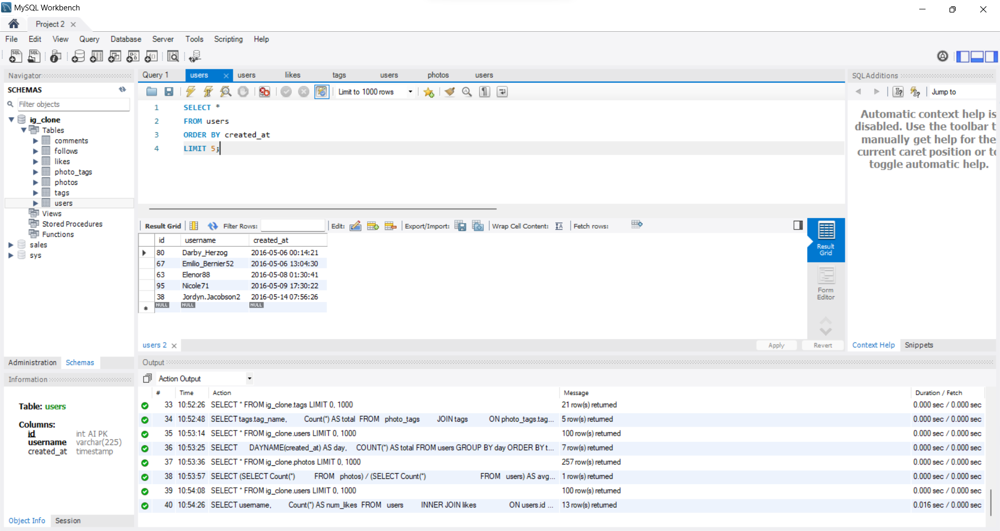 MySQL Workbench
Project 2
File Edit View Query Database Server Tools Scripting Help
Navigator
SCHEMAS
Filter objects
ig_clone
Tables
comments
follows
likes
photo_tags
photos
tags
users
Views
Stored Procedures
Functions
sales
sys
Administration Schemas
Information
Table: users
Columns:
id int AI PK
username varchar(225)
created_at timestamp
Object Info Session
Query 1 users users likes tags users photos users
Limit to 1000 rows
1 SELECT *
2 FROM users
3 ORDER BY created_at
4 LIMIT 5;
Result Grid Filter Rows: Edit: Export/Import: Wrap Cell Content: Fetch rows:
id username created_at
80 Darby_Herzog 2016-05-06 00:14:21
67 Emilio_Bernier52 2016-05-06 13:04:30
63 Elenor88 2016-05-08 01:30:41
95 Nicole71 2016-05-09 17:30:22
38 Jordyn.Jacobson2 2016-05-14 07:56:26
NULL NULL NULL
Result
Grid
Form
Editor
users 2
Apply Revert
SQLAdditions
Jump to
Automatic context help is
disabled. Use the toolbar t
manually get help for the
current caret position or to
toggle automatic help.
Context Help Snippets
Output
Action Output
# Time Action Message Duration / Fetch
33 10:52:26 SELECT * FROM ig_clone.tags LIMIT 0, 1000 21 row(s) returned 0.000 sec / 0.000 sec
34 10:52:48 SELECT tags.tag_name, Count(*) AS total FROM photo_tags JOIN tags ON photo_tags.tag... 5 row(s) returned 0.000 sec / 0.000 sec
35 10:53:14 SELECT * FROM ig_clone.users LIMIT 0, 1000 100 row(s) returned 0.000 sec / 0.000 sec
36 10:53:25 SELECT DAYNAME(created_at) AS day, COUNT(*) AS total FROM users GROUP BY day ORDER BY t... 7 row(s) returned 0.000 sec / 0.000 sec
37 10:53:36 SELECT * FROM ig_clone.photos LIMIT 0, 1000 257 row(s) returned 0.000 sec / 0.000 sec
38 10:53:57 SELECT (SELECT Count(*) FROM photos) / (SELECT Count(*) FROM users) AS avg... 1 row(s) returned 0.000 sec / 0.000 sec
39 10:54:08 SELECT * FROM ig_clone.users LIMIT 0, 1000 100 row(s) returned 0.000 sec / 0.000 sec
40 10:54:26 SELECT username, Count(*) AS num_likes FROM users INNER JOIN likes ON users.id ... 13 row(s) returned 0.016 sec / 0.000 sec